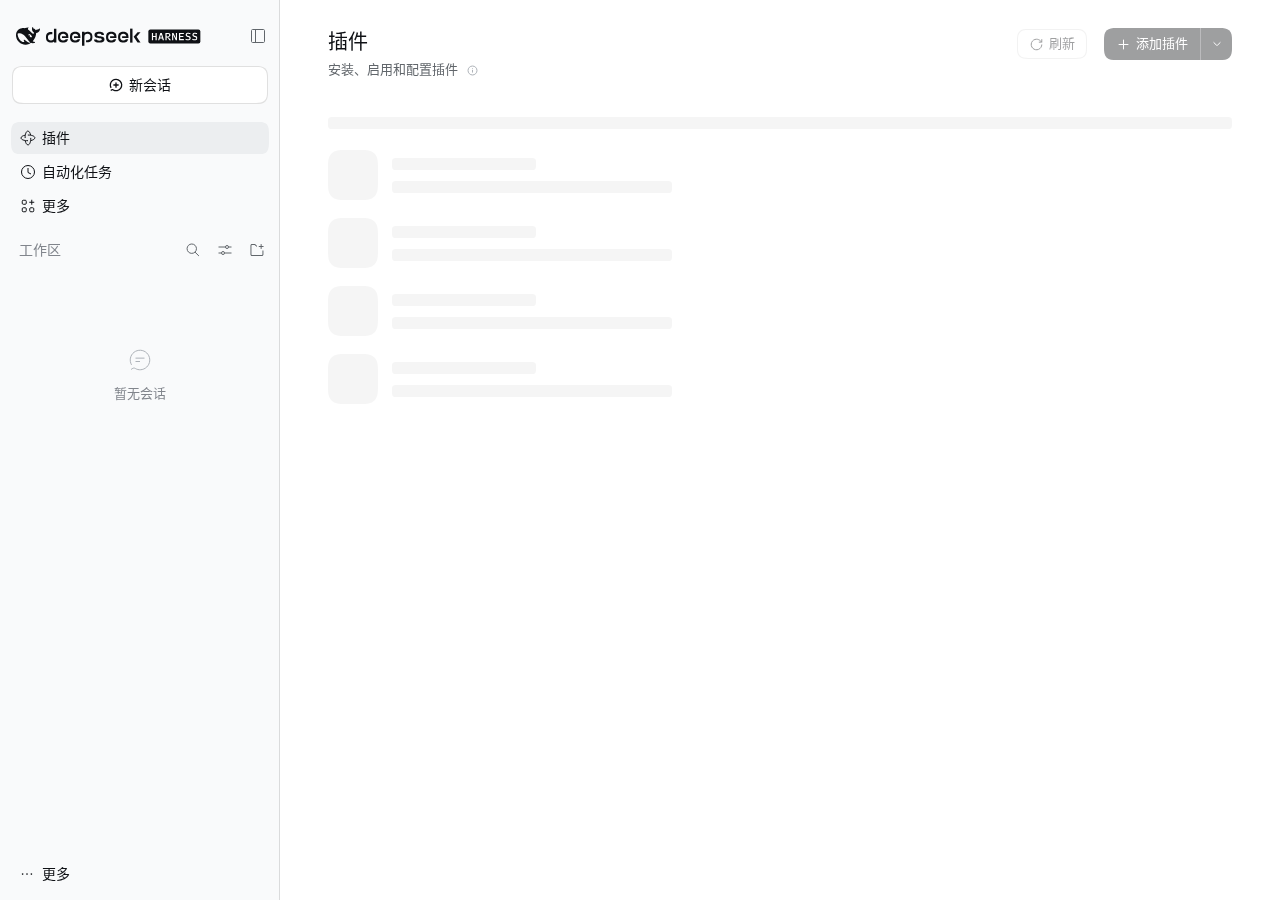 deepseek HARNESS
新会话
插件
自动化任务
更多
工作区
暂无会话
更多
插件
安装、启用和配置插件
刷新
添加插件